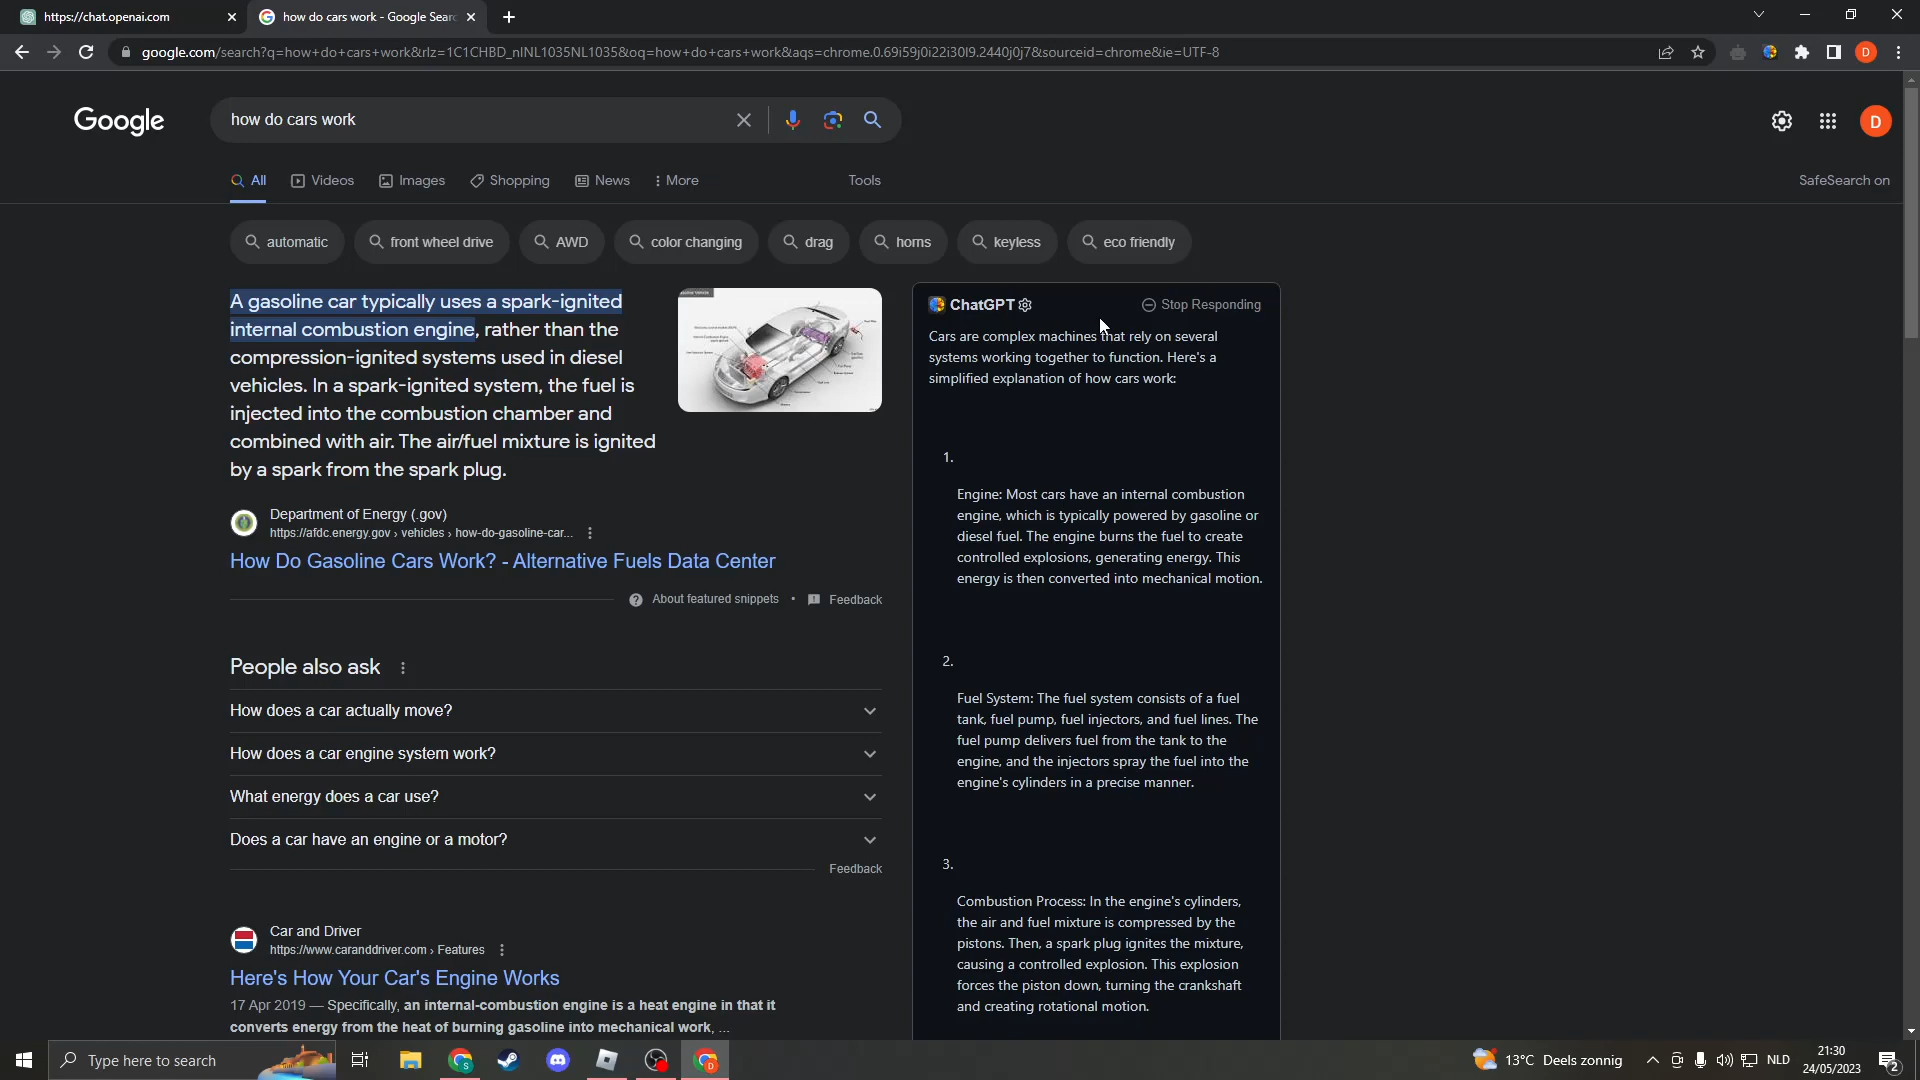 https://chat.openai.com
how do cars work - Google Searc
google.com/search?q=how+do+cars+work&rlz=1C1CHBD_nlNL1035NL1035&oq=how+do+cars+work&aqs=chrome.0.69i59j0i22i30l9.2440j0j7&sourceid=chrome&ie=UTF-8
D
Google
how do cars work
D
All
Videos
Images
Shopping
News
More
Tools
SafeSearch on
automatic
front wheel drive
AWD
color changing
drag
horns
keyless
eco friendly
A gasoline car typically uses a spark-ignited
internal combustion engine, rather than the
compression-ignited systems used in diesel
vehicles. In a spark-ignited system, the fuel is
injected into the combustion chamber and
combined with air. The air/fuel mixture is ignited
by a spark from the spark plug.
Department of Energy (.gov)
https://afdc.energy.gov › vehicles › how-do-gasoline-car...
How Do Gasoline Cars Work? - Alternative Fuels Data Center
About featured snippets • Feedback
People also ask
How does a car actually move?
How does a car engine system work?
What energy does a car use?
Does a car have an engine or a motor?
Feedback
Car and Driver
https://www.caranddriver.com › Features
Here's How Your Car's Engine Works
17 Apr 2019 — Specifically, an internal-combustion engine is a heat engine in that it
converts energy from the heat of burning gasoline into mechanical work, ...
ChatGPT
Stop Responding
Cars are complex machines that rely on several
systems working together to function. Here's a
simplified explanation of how cars work:
1.
Engine: Most cars have an internal combustion
engine, which is typically powered by gasoline or
diesel fuel. The engine burns the fuel to create
controlled explosions, generating energy. This
energy is then converted into mechanical motion.
2.
Fuel System: The fuel system consists of a fuel
tank, fuel pump, fuel injectors, and fuel lines. The
fuel pump delivers fuel from the tank to the
engine, and the injectors spray the fuel into the
engine's cylinders in a precise manner.
3.
Combustion Process: In the engine's cylinders,
the air and fuel mixture is compressed by the
pistons. Then, a spark plug ignites the mixture,
causing a controlled explosion. This explosion
forces the piston down, turning the crankshaft
and creating rotational motion.
Type here to search
13°C Deels zonnig
NLD
21:30
24/05/2023
2